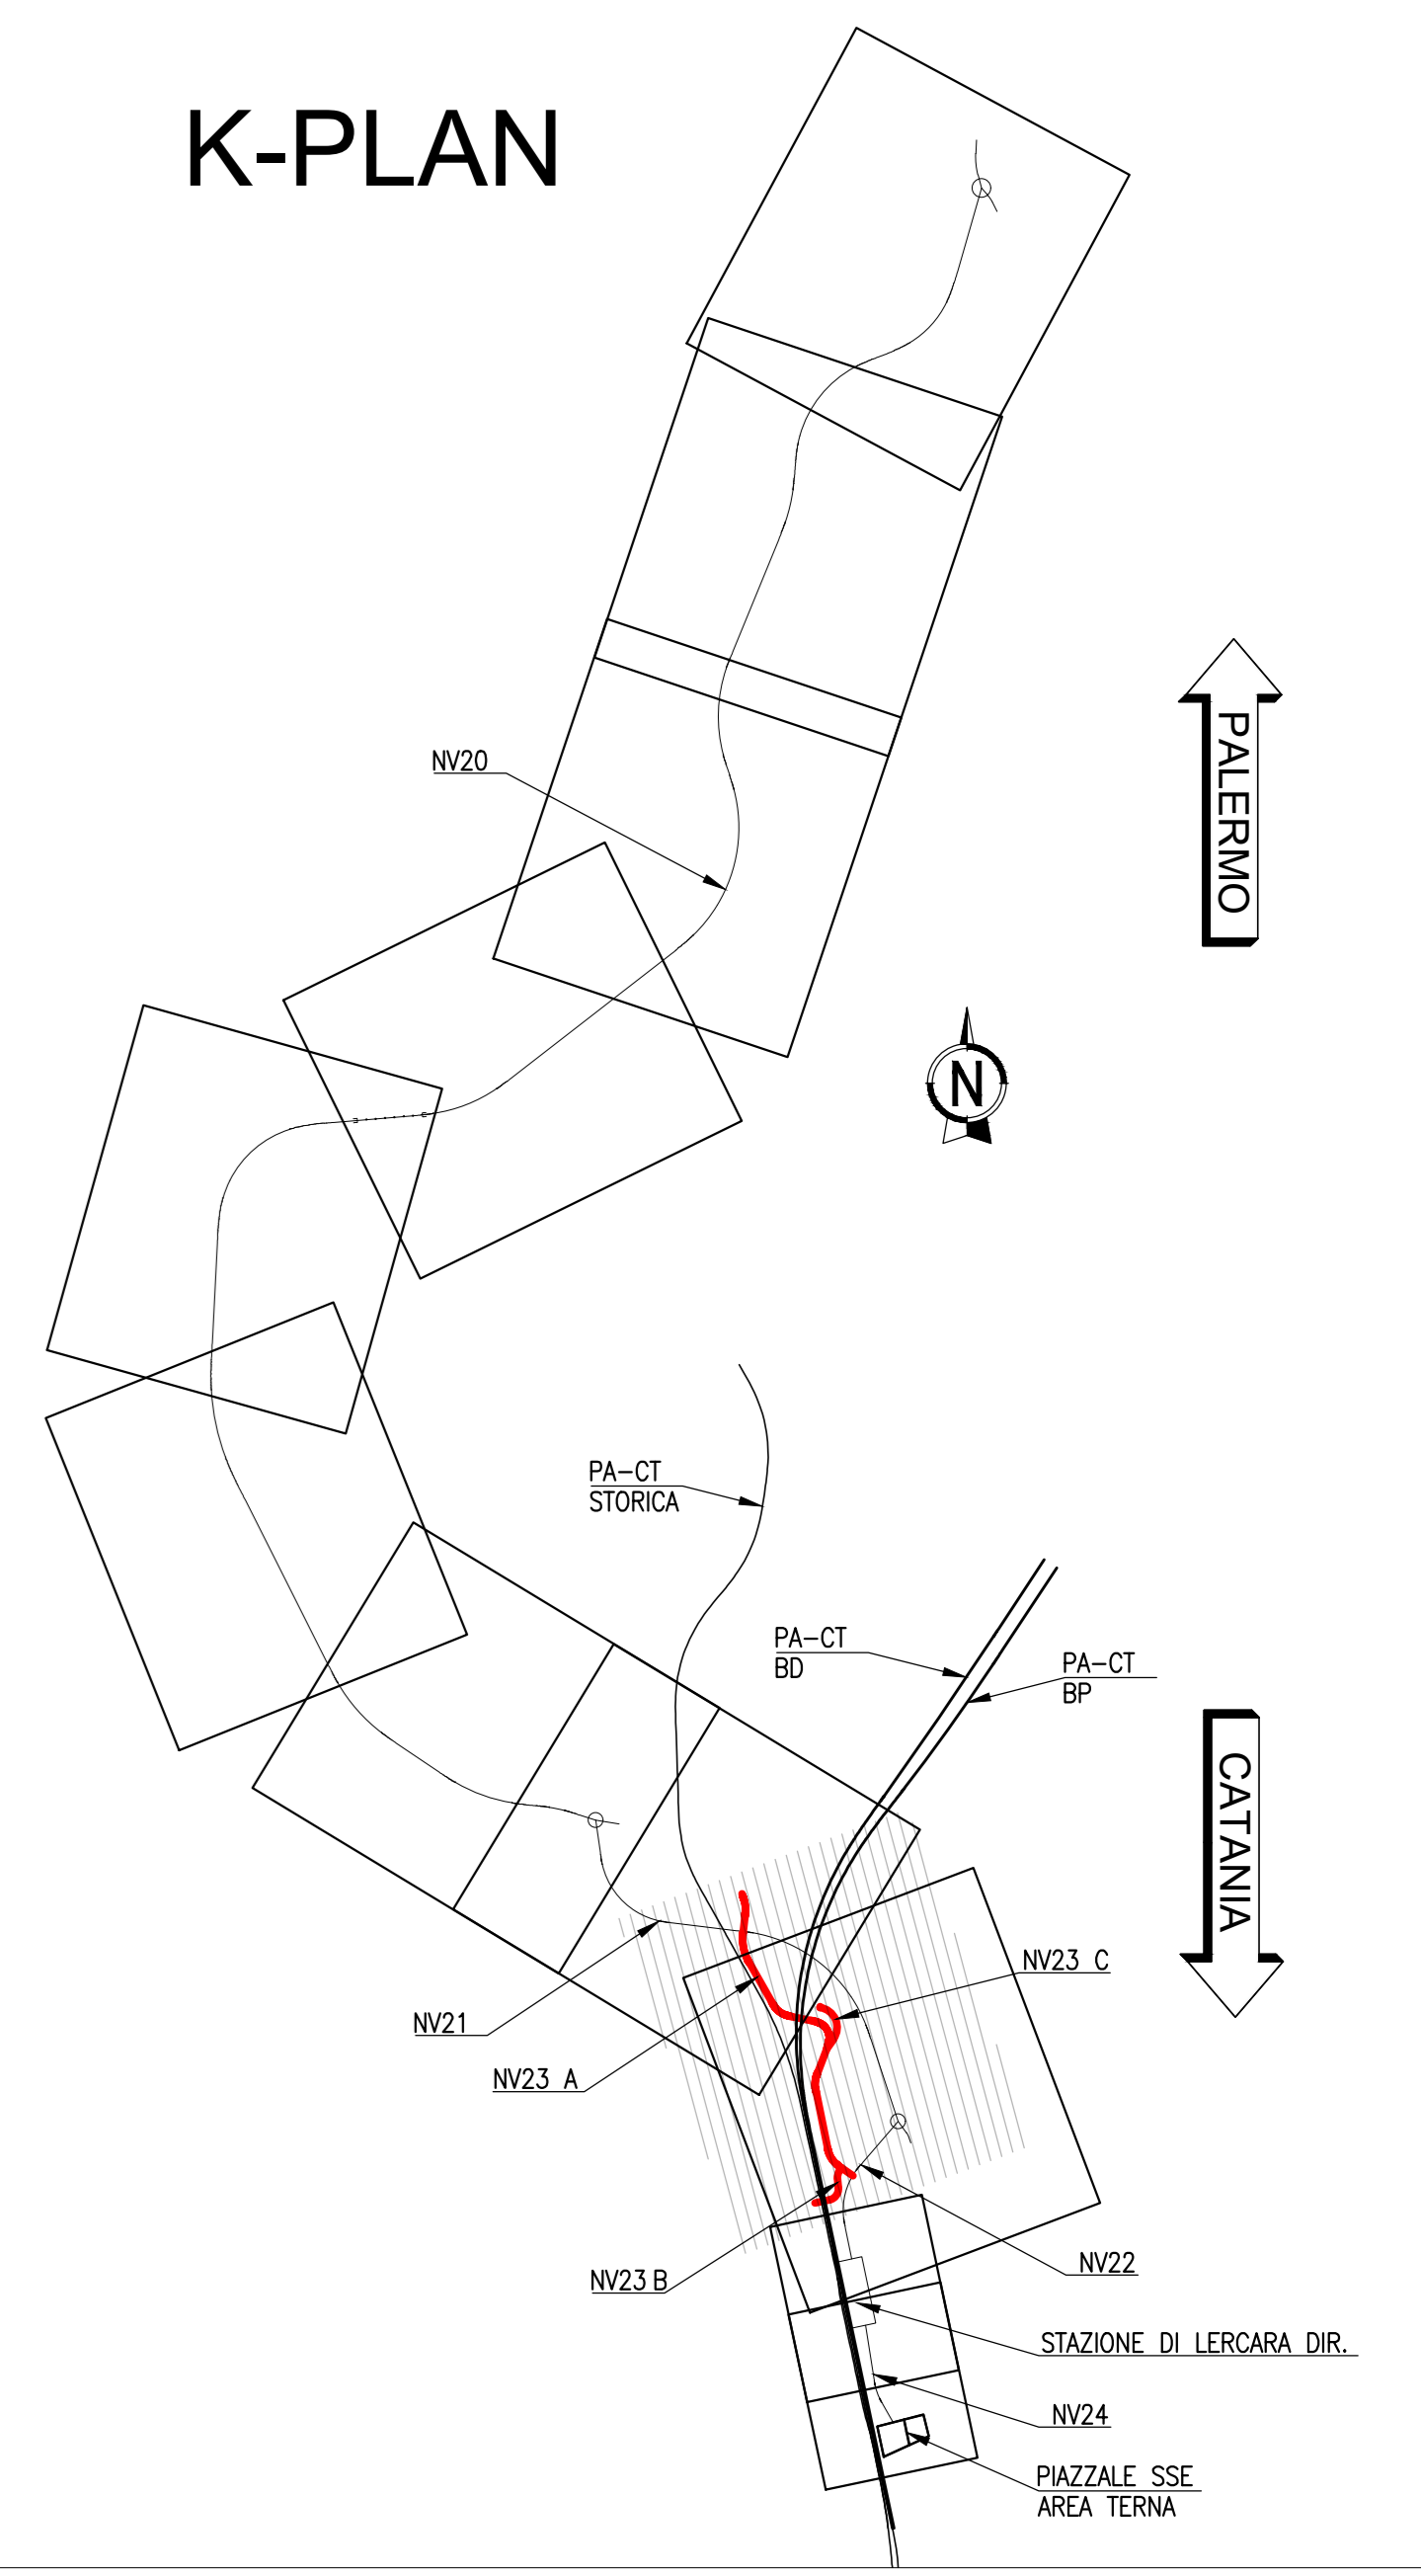 K-PLAN
PALERMO
NV20
N
PA-CT
STORICA
PA-CT
BD
PA-CT
BP
CATANIA
NV23 C
NV21
NV23 A
NV22
NV23 B
STAZIONE DI LERCARA DIR.
NV24
PIAZZALE SSE
AREA TERNA